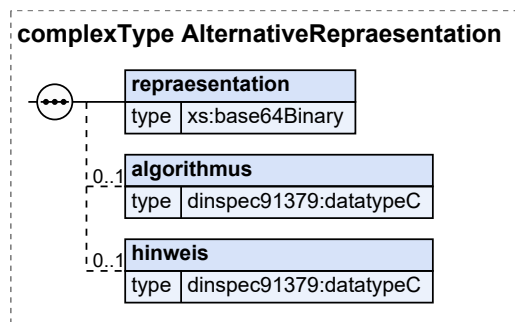 complexType AlternativeRepraesentation
repraesentation
type xs:base64Binary
0..1
algorithmus
type dinspec91379:datatypeC
0..1
hinweis
type dinspec91379:datatypeC